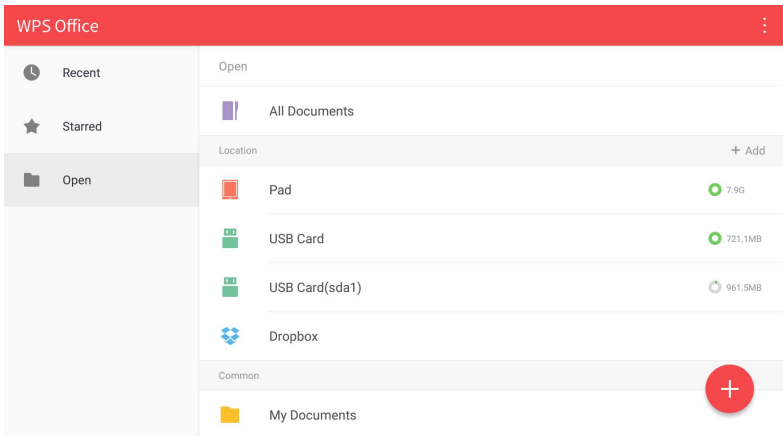 WPS Office
Recent
Starred
Open
Open
All Documents
Location + Add
Pad 7.9G
USB Card 721.1MB
USB Card(sda1) 961.5MB
Dropbox
Common
My Documents